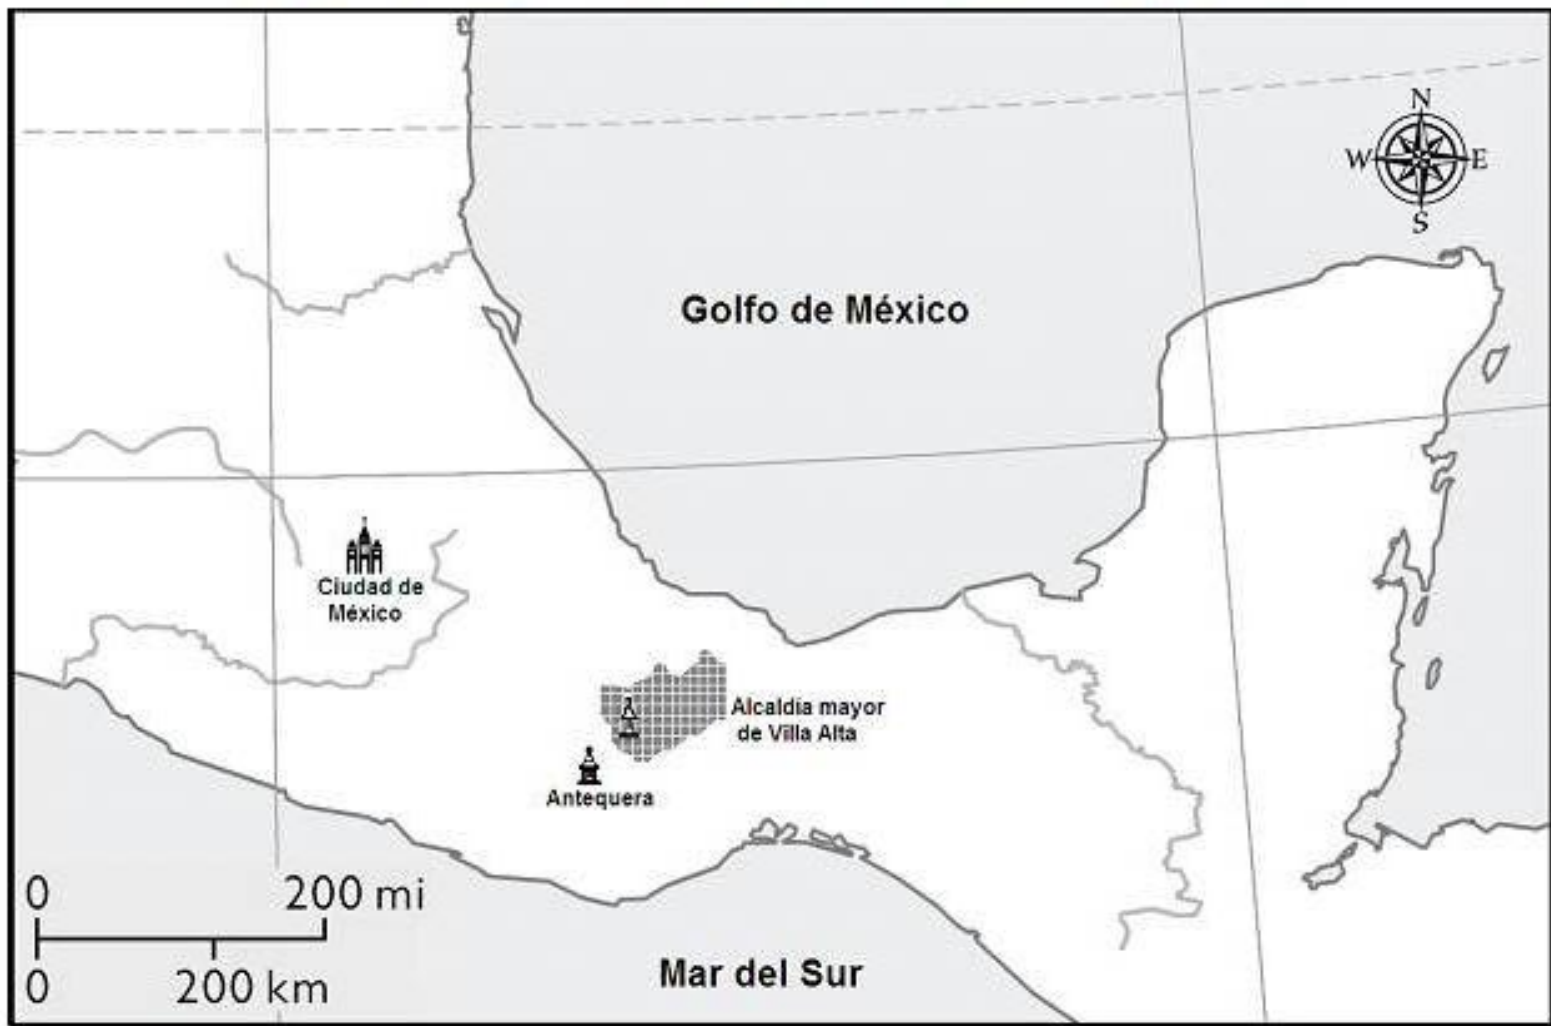 N
W E
S
Golfo de México
Ciudad de
México
Alcaldía mayor
de Villa Alta
Antequera
0 200 mi
0 200 km
Mar del Sur